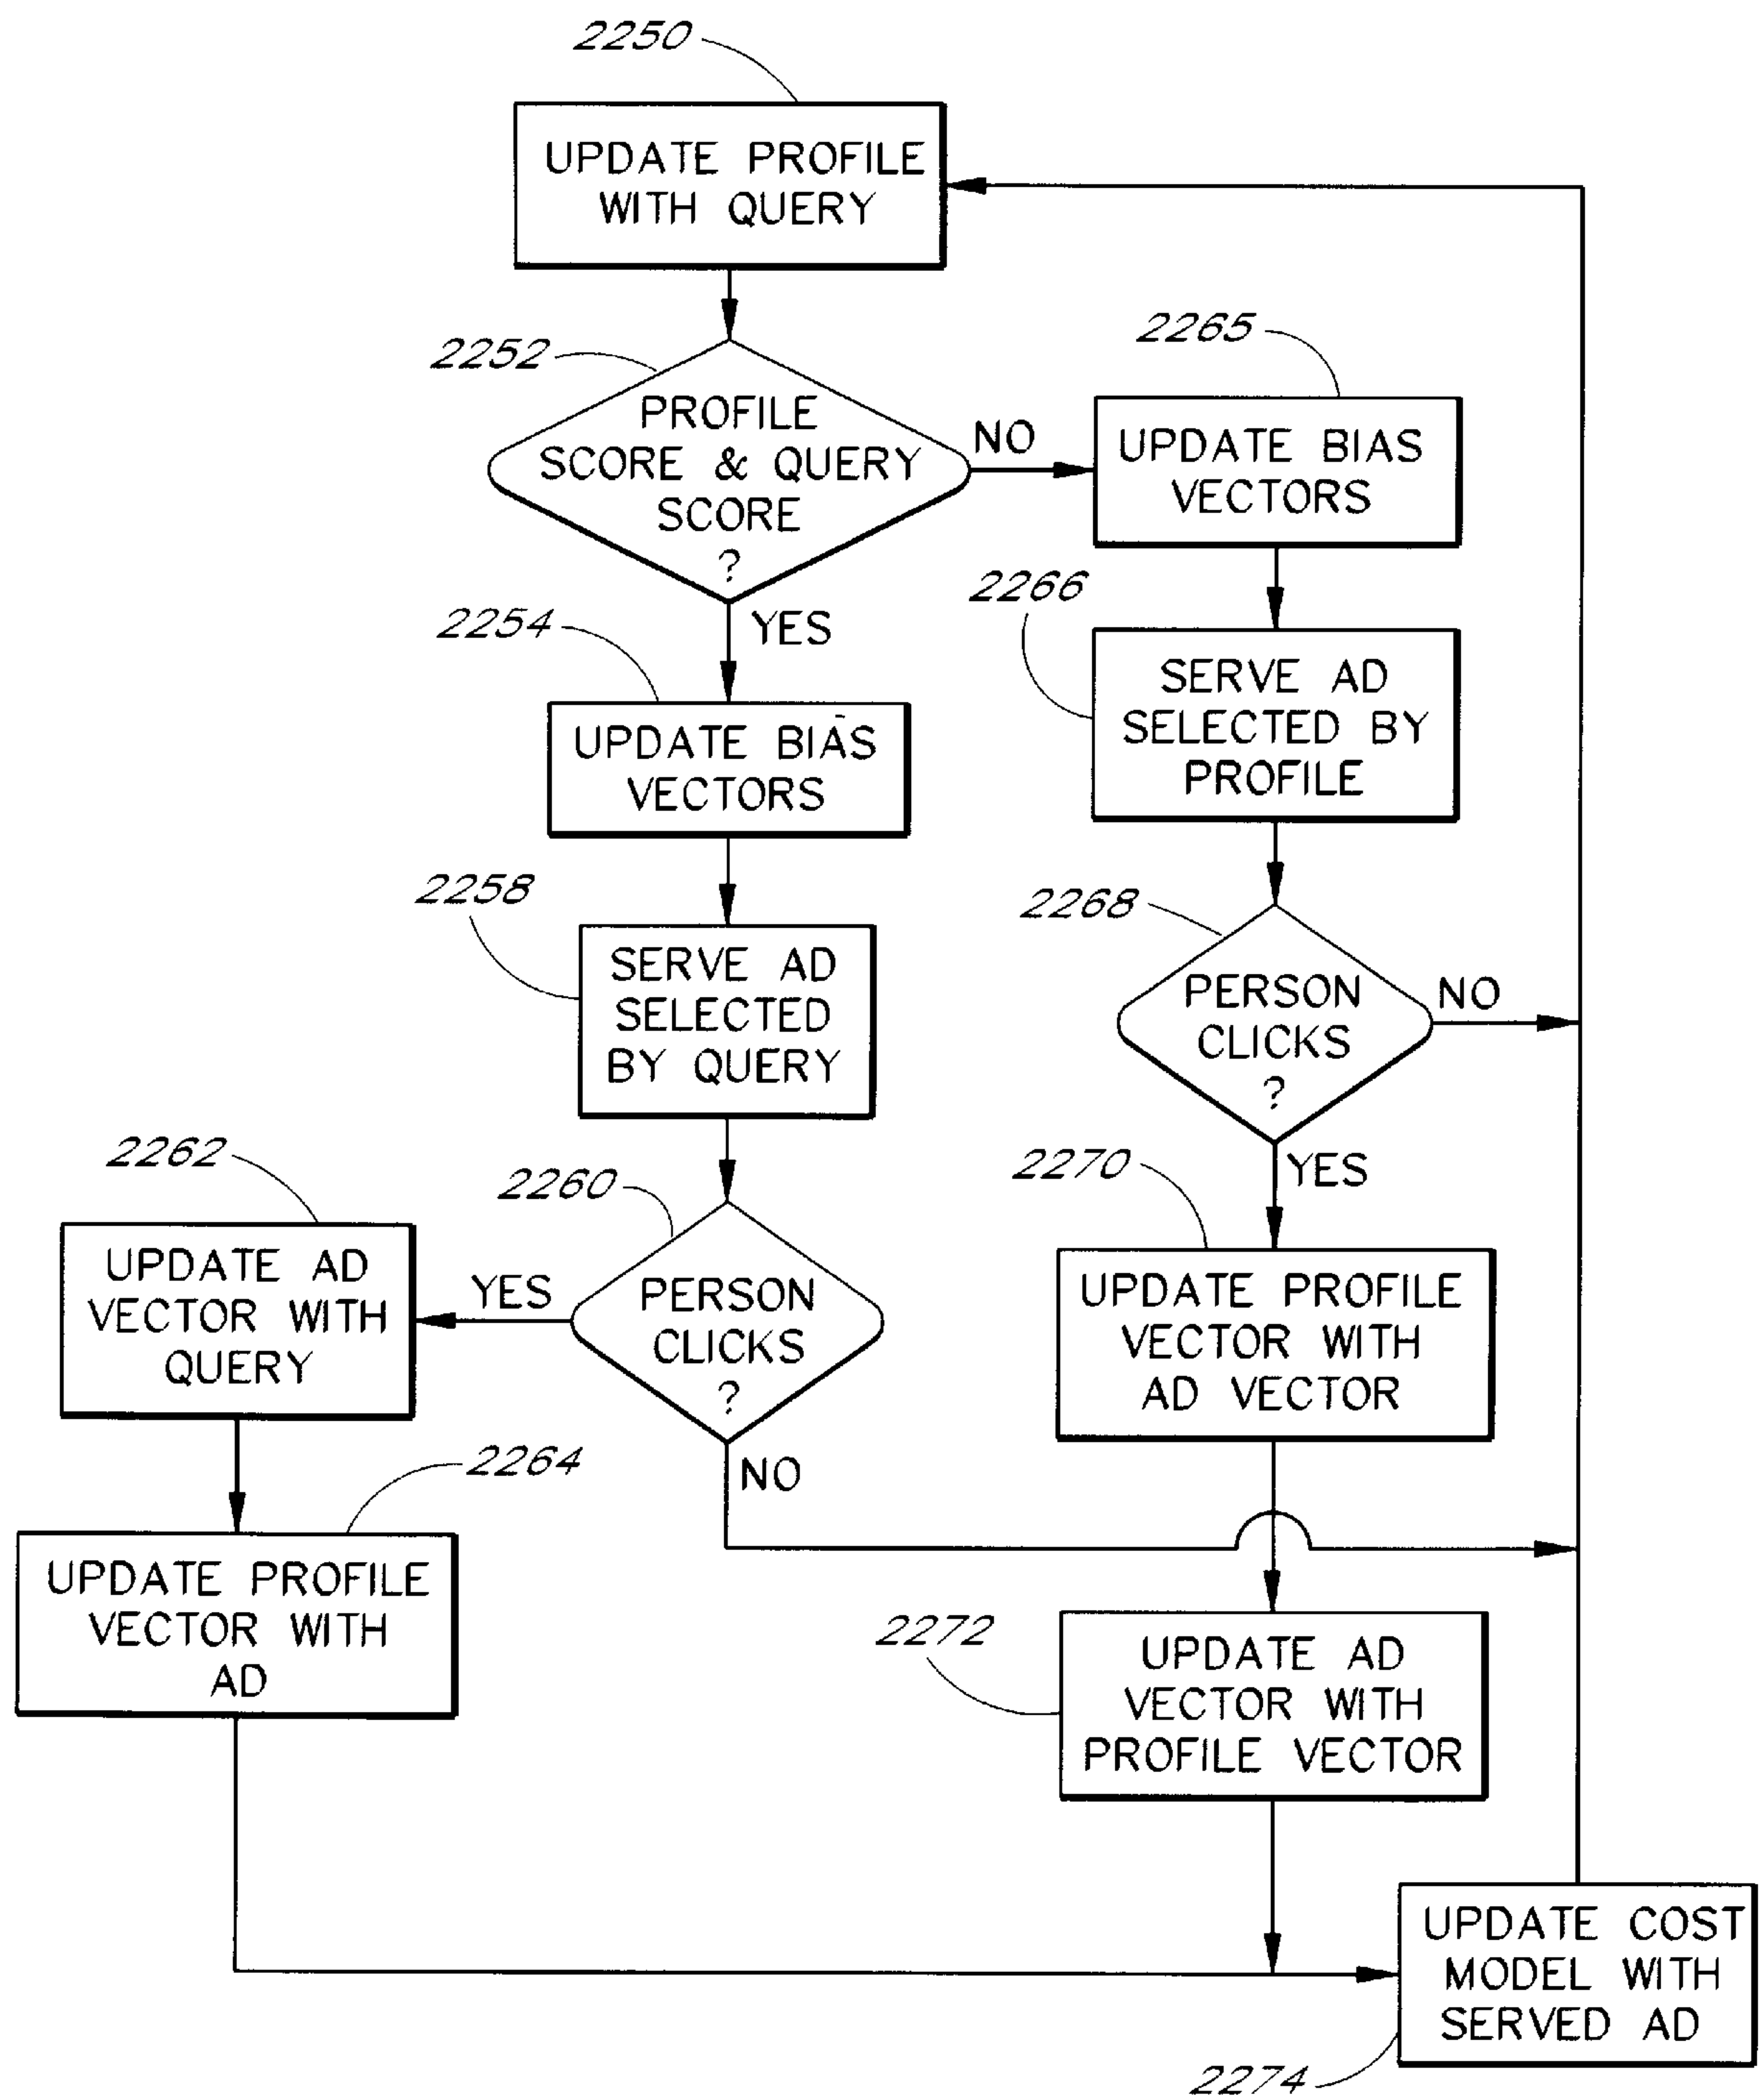 2250
UPDATE PROFILE
WITH QUERY
2252
PROFILE
SCORE & QUERY
SCORE
?
NO
YES
2265
UPDATE BIAS
VECTORS
2254
UPDATE BIAS
VECTORS
2266
SERVE AD
SELECTED BY
PROFILE
2258
SERVE AD
SELECTED
BY QUERY
2268
PERSON
CLICKS
?
NO
YES
2260
PERSON
CLICKS
?
YES
NO
2262
UPDATE AD
VECTOR WITH
QUERY
2270
UPDATE PROFILE
VECTOR WITH
AD VECTOR
2264
UPDATE PROFILE
VECTOR WITH
AD
2272
UPDATE AD
VECTOR WITH
PROFILE VECTOR
UPDATE COST
MODEL WITH
SERVED AD
2274